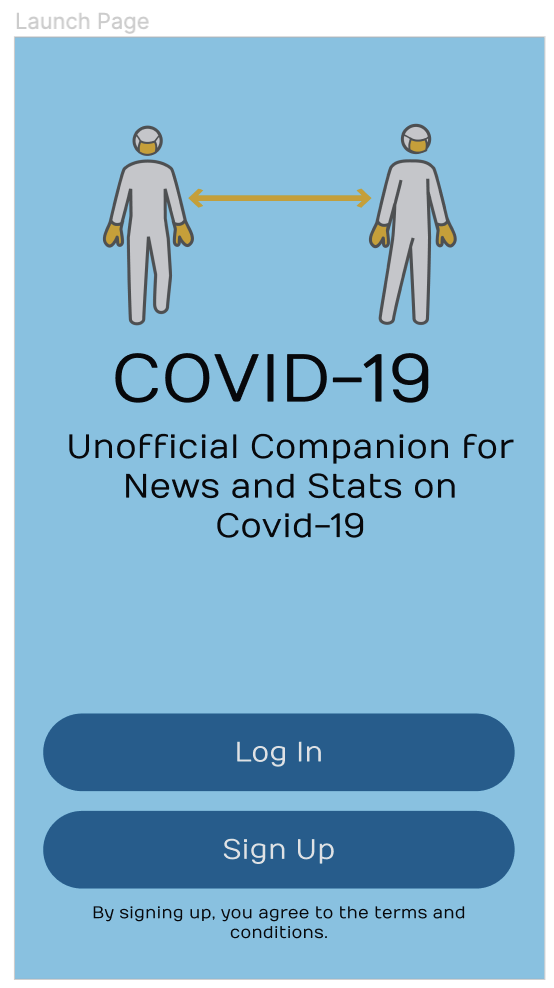 Launch Page
COVID-19
Unofficial Companion for
News and Stats on
Covid-19
Log In
Sign Up
By signing up, you agree to the terms and
conditions.